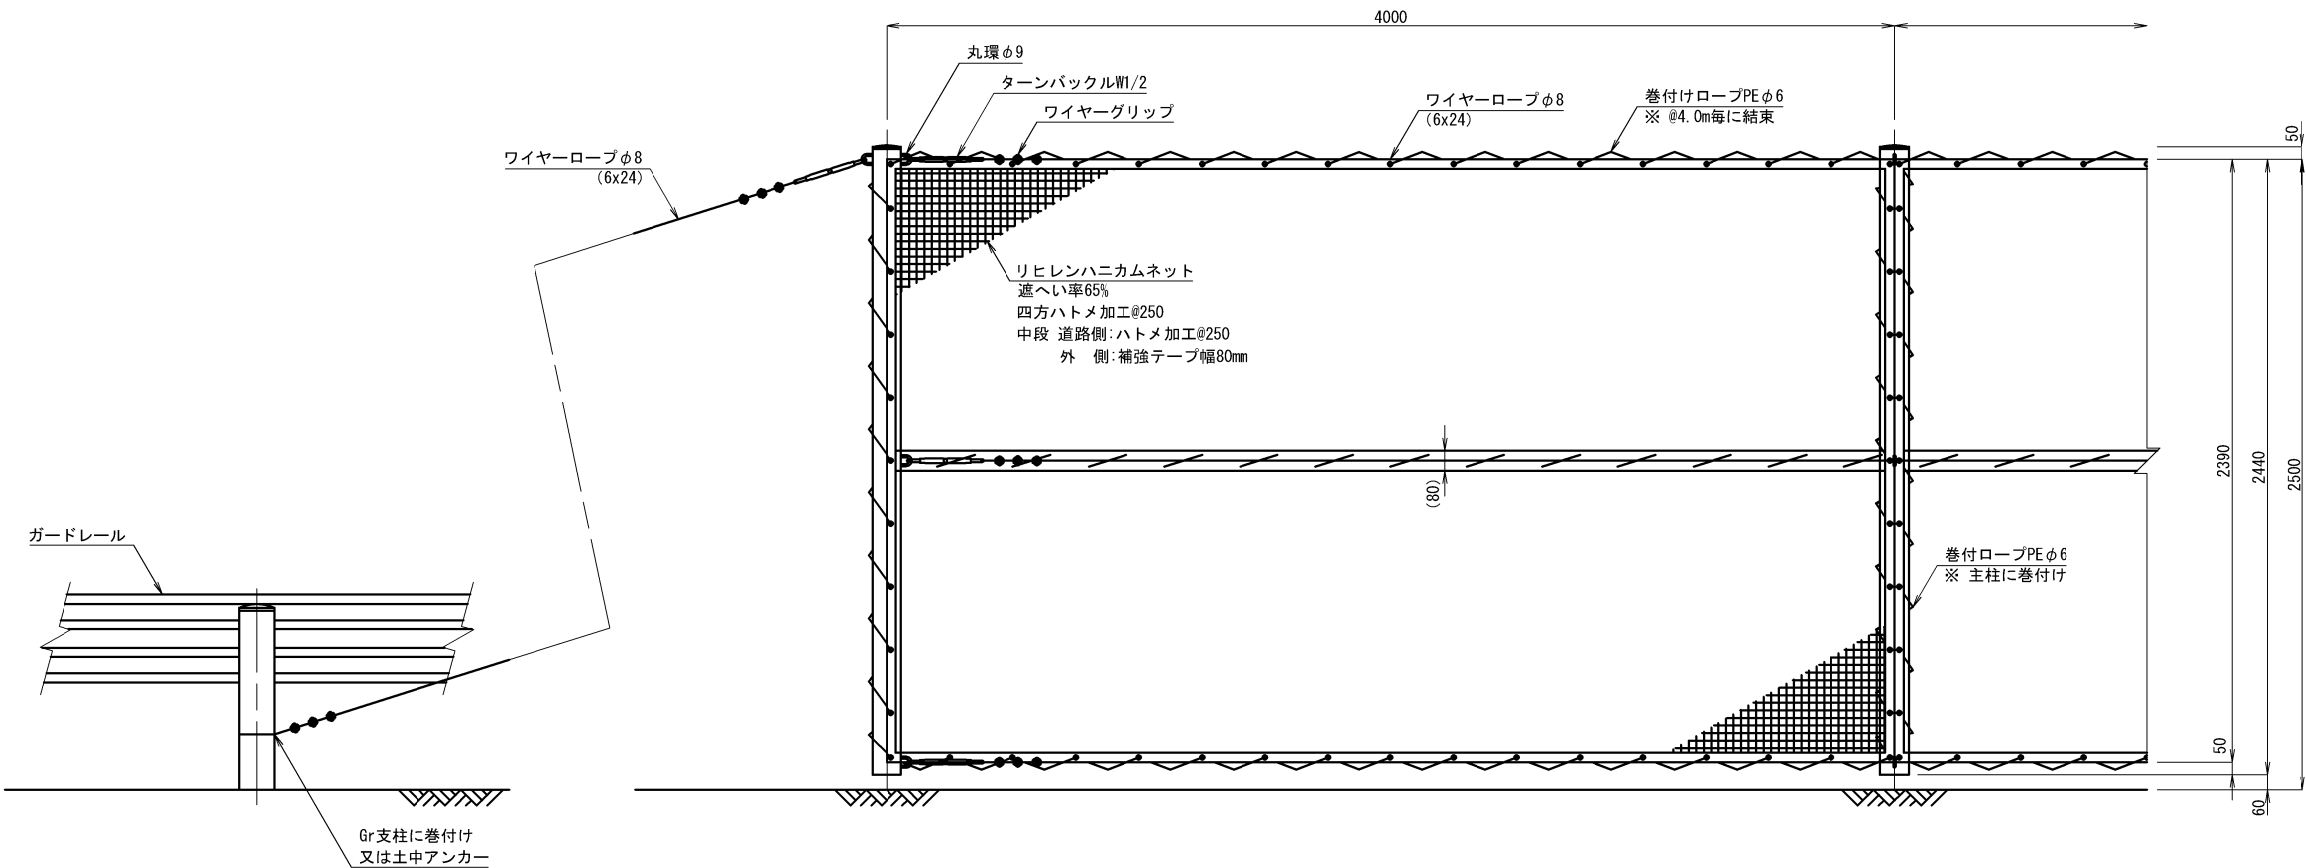 4000
丸環φ9
ターンバックルW1/2
ワイヤーグリップ
ワイヤーロープφ8
(6x24)
巻付けロープPEφ6
※ @4.0m毎に結束
50
ワイヤーロープφ8
(6x24)
リヒレンハニカムネット
遮へい率65%
四方ハトメ加工@250
中段 道路側:ハトメ加工@250
外 側:補強テープ幅80mm
(80)
2390
2440
2500
ガードレール
巻付ロープPEφ6
※ 主柱に巻付け
50
60
Gr支柱に巻付け
又は土中アンカー